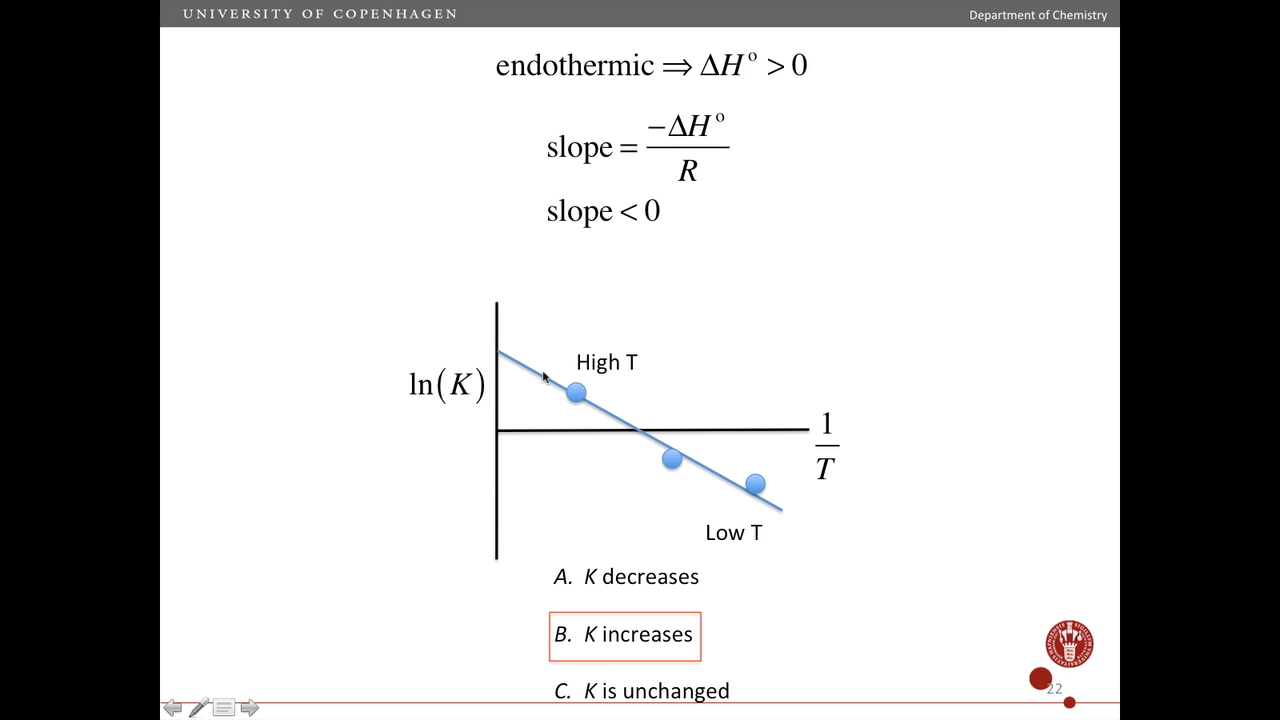 UNIVERSITY OF COPENHAGEN
Department of Chemistry
endothermic ⇒ ΔH° > 0
slope = −ΔH° / R
slope < 0
High T
ln(K)
1
T
Low T
A. K decreases
B. K increases
C. K is unchanged
22